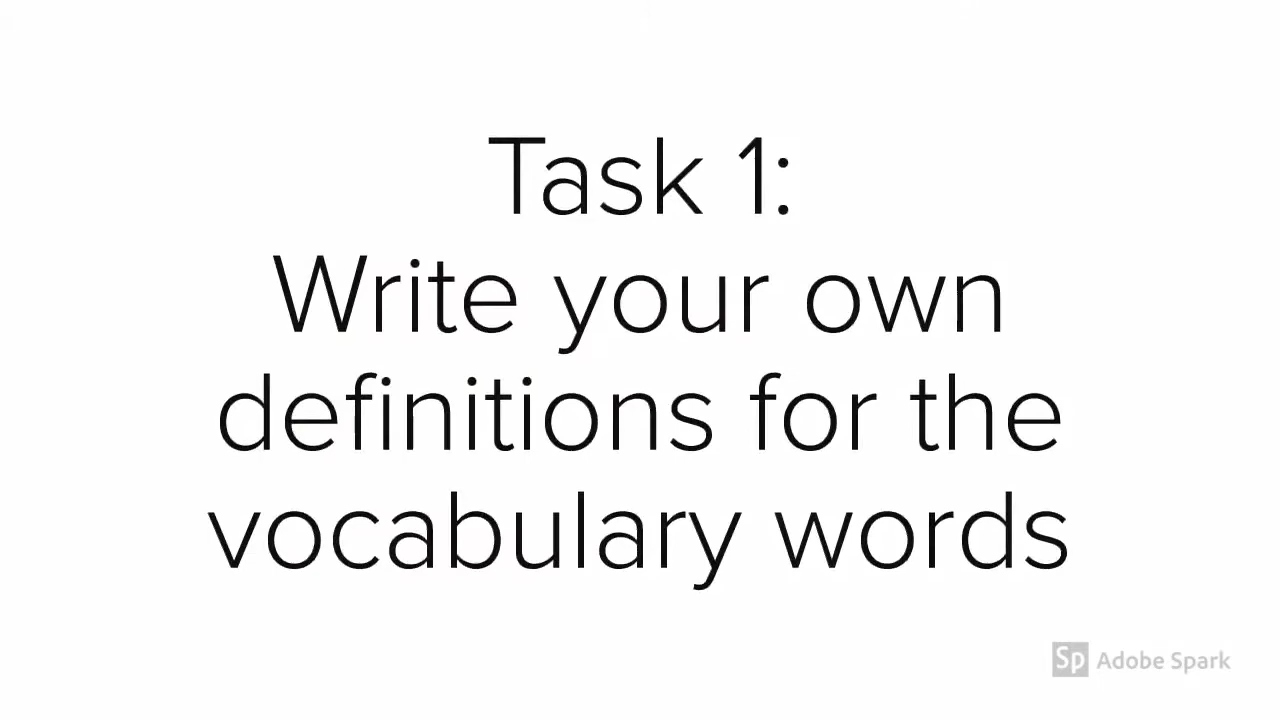 Task 1:
Write your own
definitions for the
vocabulary words
Sp Adobe Spark